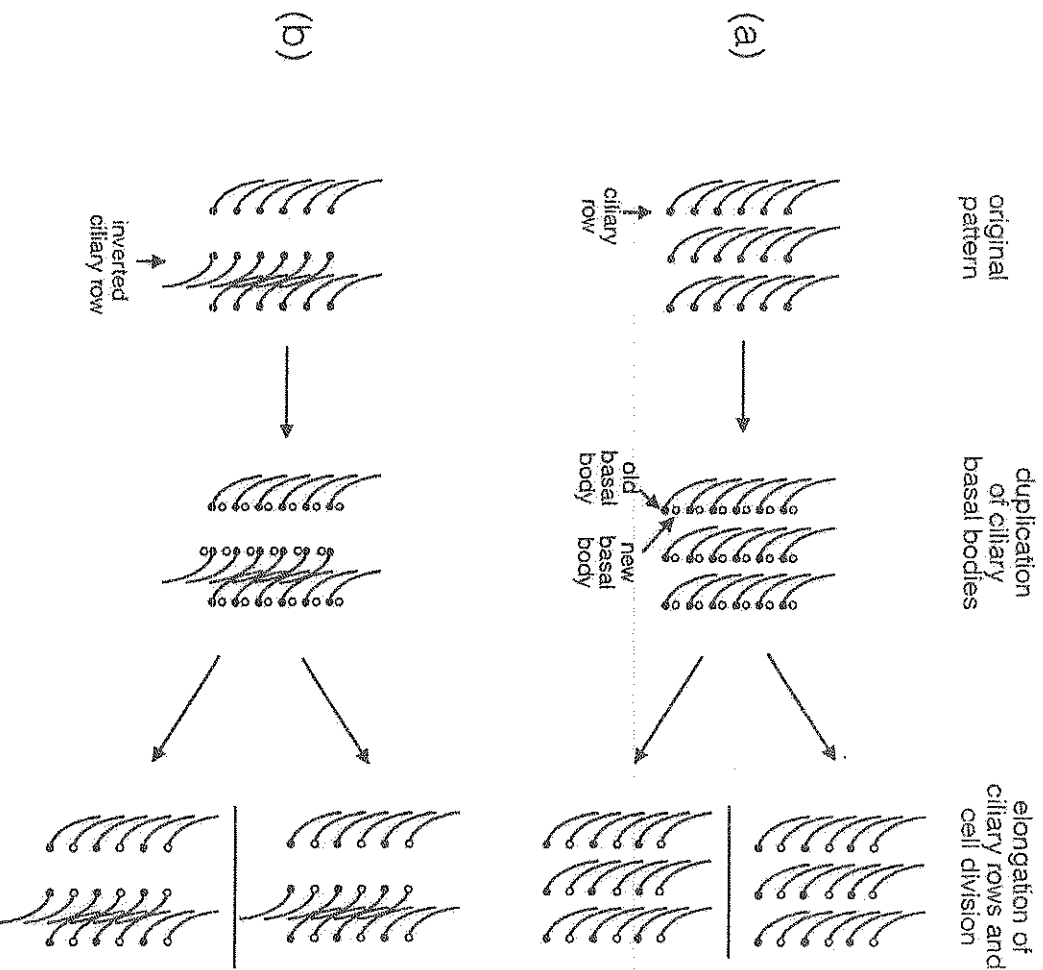 original
pattern
duplication
of ciliary
basal bodies
elongation of
ciliary rows and
cell division
(a)
ciliary
row
old
basal
body
new
basal
body
(b)
inverted
ciliary row